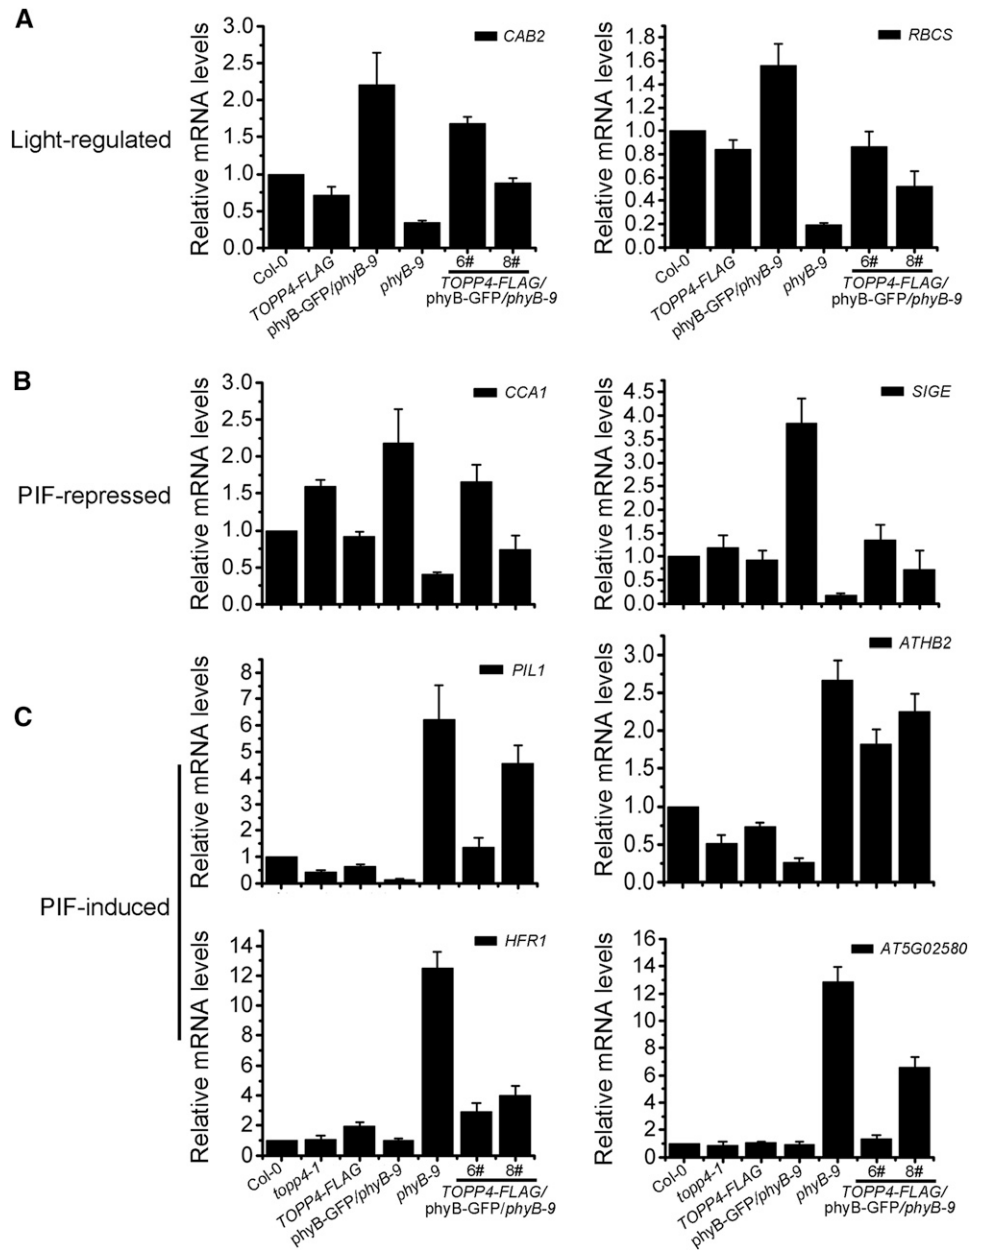 A
Light-regulated
Relative mRNA levels
3.0
2.5
2.0
1.5
1.0
0.5
0.0
CAB2
Col-0
TOPP4-FLAG
phyB-GFP/phyB-9
phyB-9
6#
8#
TOPP4-FLAG/
phyB-GFP/phyB-9
Relative mRNA levels
1.8
1.6
1.4
1.2
1.0
0.8
0.6
0.4
0.2
0.0
RBCS
Col-0
TOPP4-FLAG
phyB-GFP/phyB-9
phyB-9
6#
8#
TOPP4-FLAG/
phyB-GFP/phyB-9
B
PIF-repressed
Relative mRNA levels
3.0
2.5
2.0
1.5
1.0
0.5
0.0
CCA1
Relative mRNA levels
4.5
4.0
3.5
3.0
2.5
2.0
1.5
1.0
0.5
0.0
SIGE
C
PIF-induced
Relative mRNA levels
8
7
6
5
4
3
2
1
0
PIL1
Relative mRNA levels
3.0
2.5
2.0
1.5
1.0
0.5
0.0
ATHB2
Relative mRNA levels
14
12
10
8
6
4
2
0
HFR1
Col-0
topp4-1
TOPP4-FLAG
phyB-GFP/phyB-9
phyB-9
6#
8#
TOPP4-FLAG/
phyB-GFP/phyB-9
Relative mRNA levels
16
14
12
10
8
6
4
2
0
AT5G02580
Col-0
topp4-1
TOPP4-FLAG
phyB-GFP/phyB-9
phyB-9
6#
8#
TOPP4-FLAG/
phyB-GFP/phyB-9